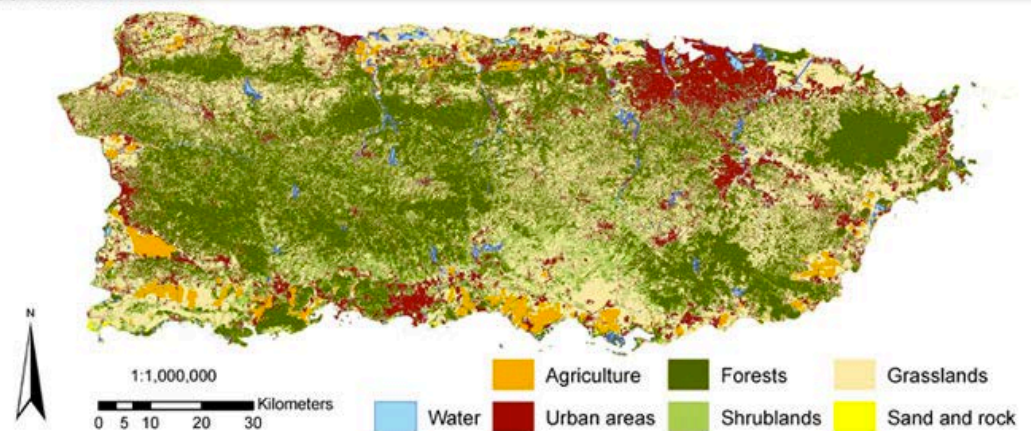 N
1:1,000,000
Kilometers
0 5 10 20 30
Agriculture Forests Grasslands
Water Urban areas Shrublands Sand and rock